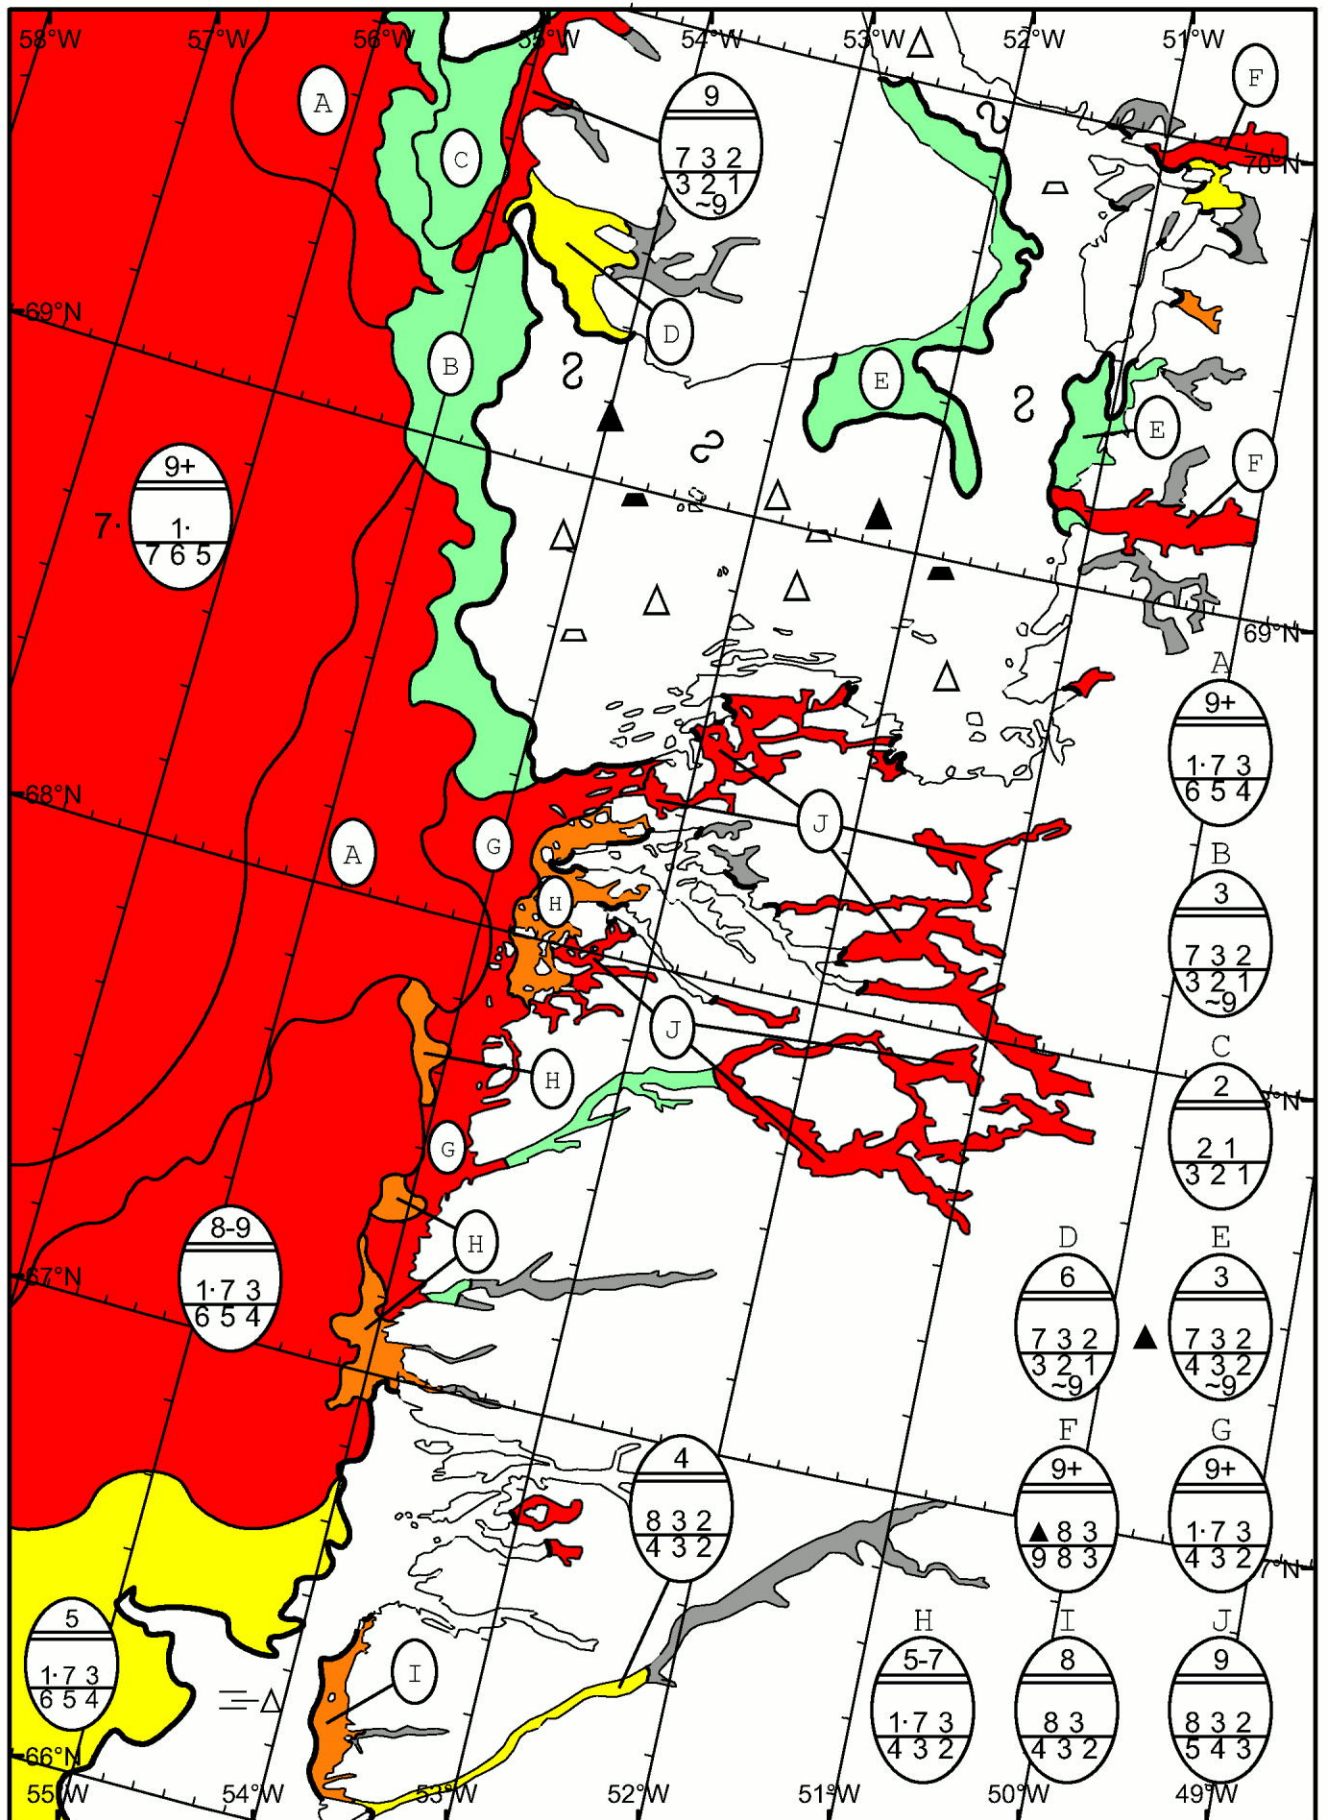 58°W 57°W 56°W 55°W 54°W 53°W 52°W 51°W
A
F
9
7 3 2
3 2 1
~9
C
70°N
69°N
D
B
E
E
F
9+
7· 1·
7 6 5
69°N
A
9+
1·7 3
6 5 4
68°N
J
G
A
H
B
3
7 3 2
3 2 1
~9
J
H
C
2
2 1
3 2 1
°N
G
8-9
1·7 3
6 5 4
H
67°N
D E
6 3
7 3 2 7 3 2
3 2 1 4 3 2
~9 ~9
F G
9+ 9+
8 3 1·7 3
9 8 3 4 3 2
4
8 3 2
4 3 2
7°N
5
1·7 3
6 5 4
I
H I J
5-7 8 9
1·7 3 8 3 8 3 2
4 3 2 4 3 2 5 4 3
66°N
55°W 54°W 53°W 52°W 51°W 50°W 49°W